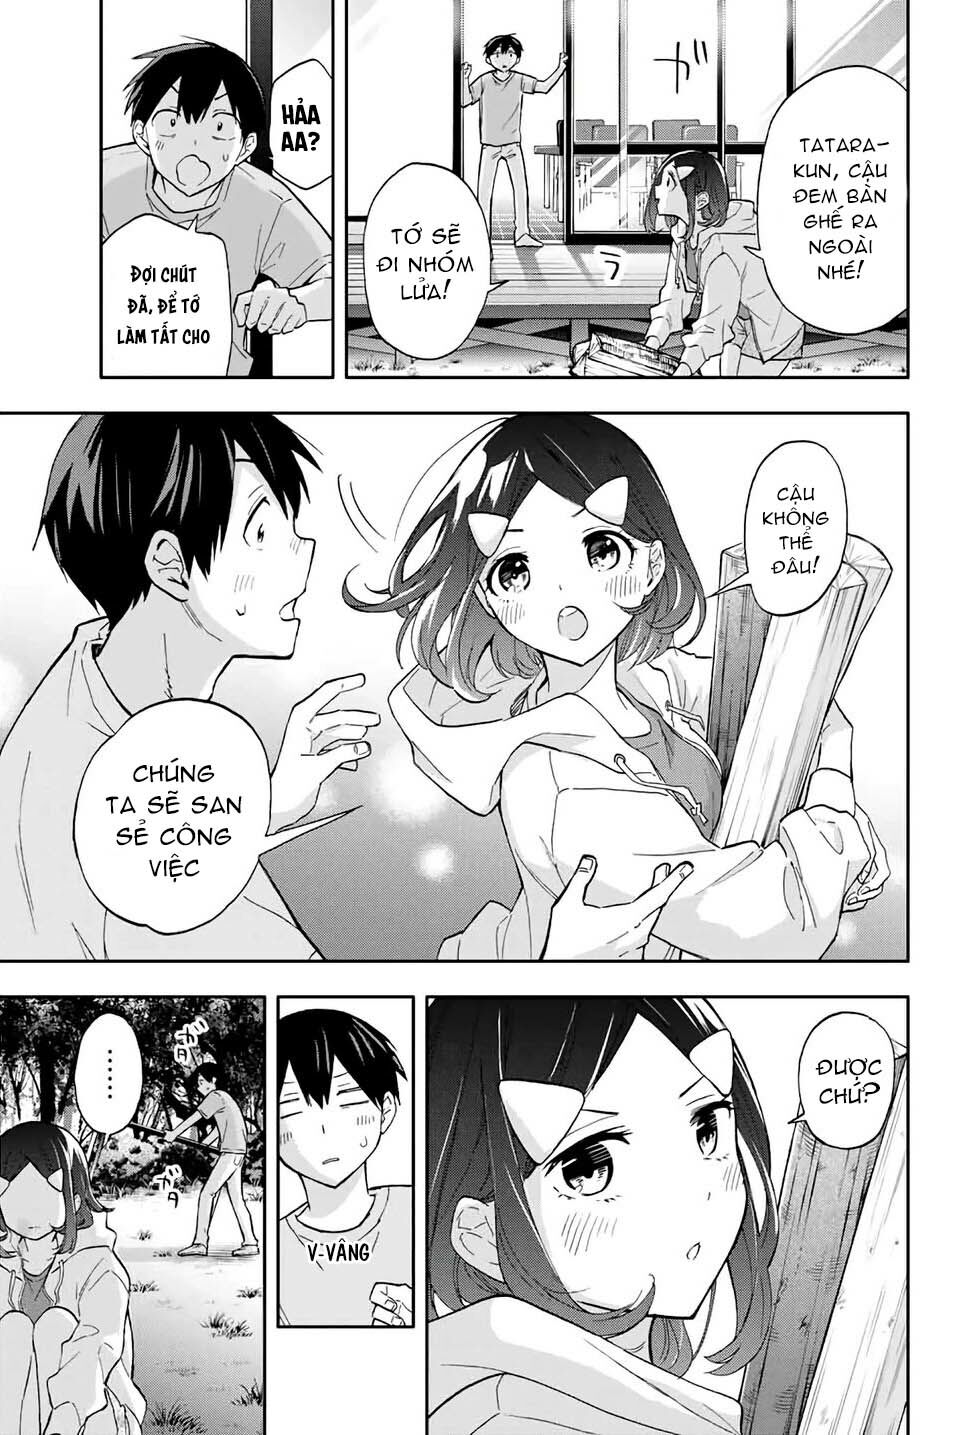 TATARA-
KUN, CẬU
ĐEM BÀN
GHẾ RA
NGOÀI
NHÉ!
ガ
TỚ SẼ
ĐI NHÓM
LỬA!
HẢA
AA?
ĐỢI CHÚT
ĐÃ, ĐỂ TỚ
LÀM TẤT CHO
CẬU
KHÔNG
THỂ
ĐÂU!
CHÚNG
TA SẼ SAN
SẺ CÔNG
VIỆC
ĐƯỢC
CHỨ?
V-VÂNG
......